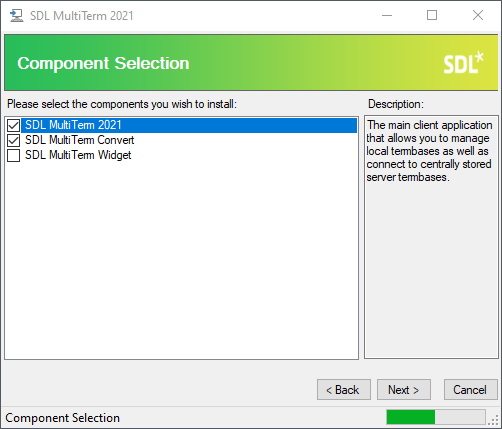 SDL MultiTerm 2021
Component Selection
SDL*
Please select the components you wish to install:
Description:
SDL MultiTerm 2021
SDL MultiTerm Convert
SDL MultiTerm Widget
The main client application
that allows you to manage
local termbases as well as
connect to centrally stored
server termbases.
< Back
Next >
Cancel
Component Selection